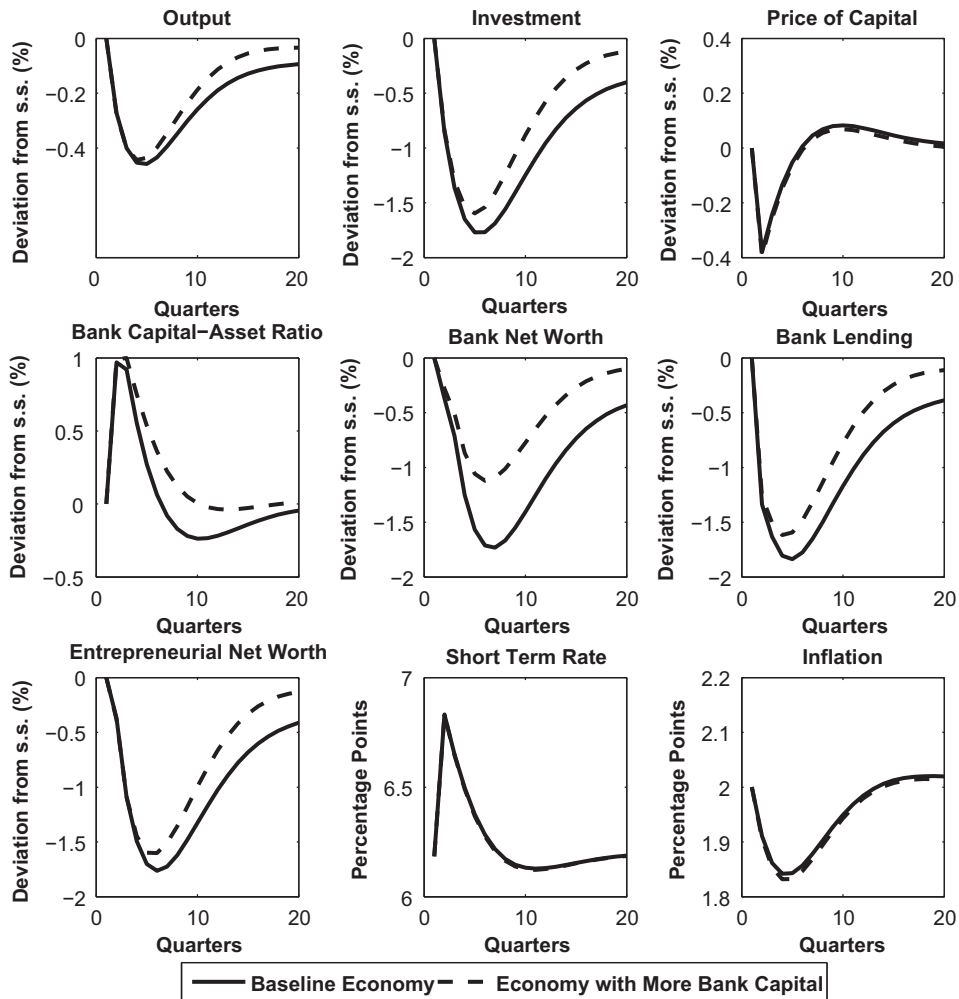 Output
Deviation from s.s. (%)
0
−0.2
−0.4
0
10
20
Quarters
Investment
Deviation from s.s. (%)
0
−0.5
−1
−1.5
−2
0
10
20
Quarters
Price of Capital
Deviation from s.s. (%)
0.4
0.2
0
−0.2
−0.4
0
10
20
Quarters
Bank Capital−Asset Ratio
Deviation from s.s. (%)
1
0.5
0
−0.5
0
10
20
Quarters
Bank Net Worth
Deviation from s.s. (%)
0
−0.5
−1
−1.5
−2
0
10
20
Quarters
Bank Lending
Deviation from s.s. (%)
0
−0.5
−1
−1.5
−2
0
10
20
Quarters
Entrepreneurial Net Worth
Deviation from s.s. (%)
0
−0.5
−1
−1.5
−2
0
10
20
Quarters
Short Term Rate
Percentage Points
7
6.5
6
0
10
20
Quarters
Inflation
Percentage Points
2.2
2.1
2
1.9
1.8
0
10
20
Quarters
Baseline Economy
Economy with More Bank Capital